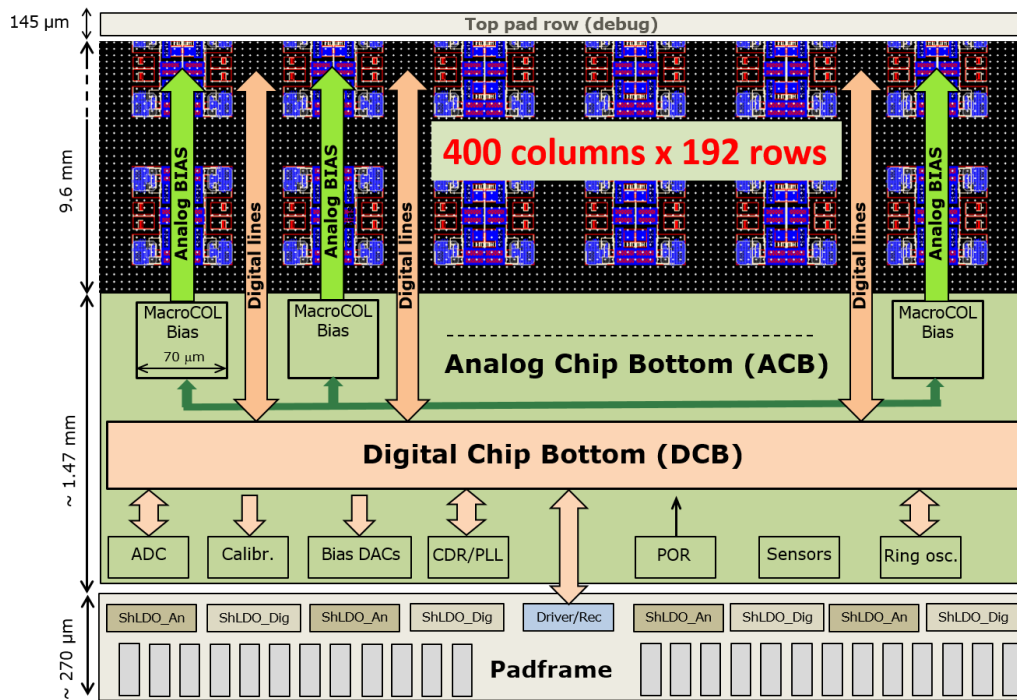 145 µm
Top pad row (debug)
9.6 mm
Analog BIAS
Digital lines
Analog BIAS
Digital lines
400 columns x 192 rows
Digital lines
Analog BIAS
~ 1.47 mm
MacroCOL
Bias
70 µm
MacroCOL
Bias
MacroCOL
Bias
Analog Chip Bottom (ACB)
Digital Chip Bottom (DCB)
ADC
Calibr.
Bias DACs
CDR/PLL
POR
Sensors
Ring osc.
~ 270 µm
ShLDO_An
ShLDO_Dig
ShLDO_An
ShLDO_Dig
Driver/Rec
ShLDO_An
ShLDO_Dig
ShLDO_An
ShLDO_Dig
Padframe